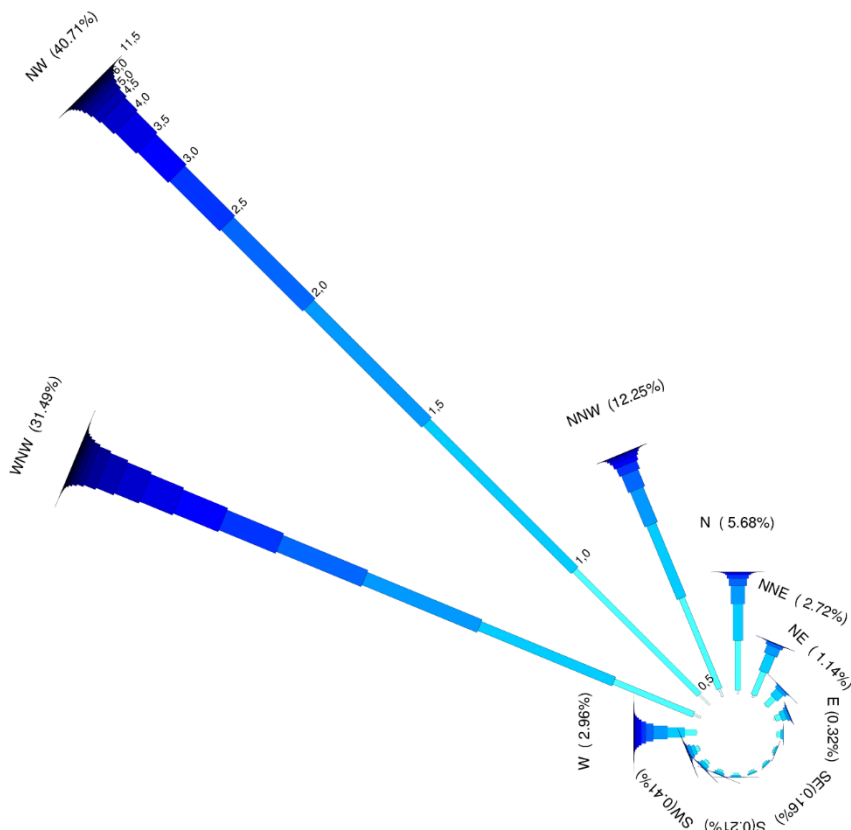 NW (40.71%)
11,5
6,0
5,0
4,5
4,0
3,5
3,0
2,5
2,0
1,5
1,0
0,5
WNW (31.49%)
NNW (12.25%)
N ( 5.68%)
NNE ( 2.72%)
NE ( 1.14%)
E (0.32%)
SE(0.16%)
S(0.21%)
SW(0.41%)
W ( 2.96%)